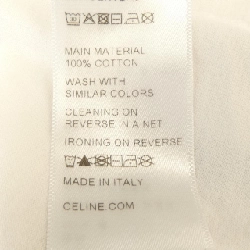 MAIN MATERIAL
100% COTTON
WASH WITH
SIMILAR COLORS
CLEANING ON
REVERSE IN A NET
IRONING ON REVERSE
MADE IN ITALY
CELINE.COM